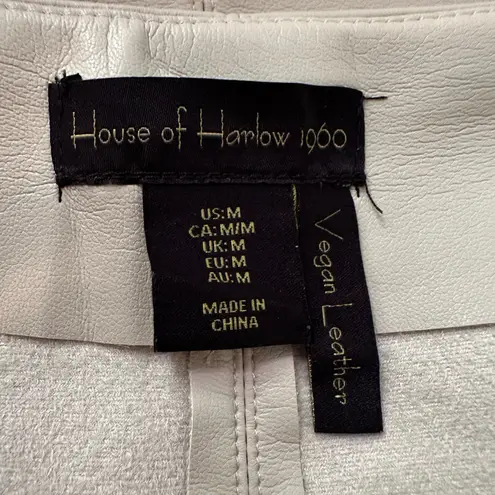 House of Harlow 1960
US: M
CA: M/M
UK: M
EU: M
AU: M
MADE IN
CHINA
Vegan Leather